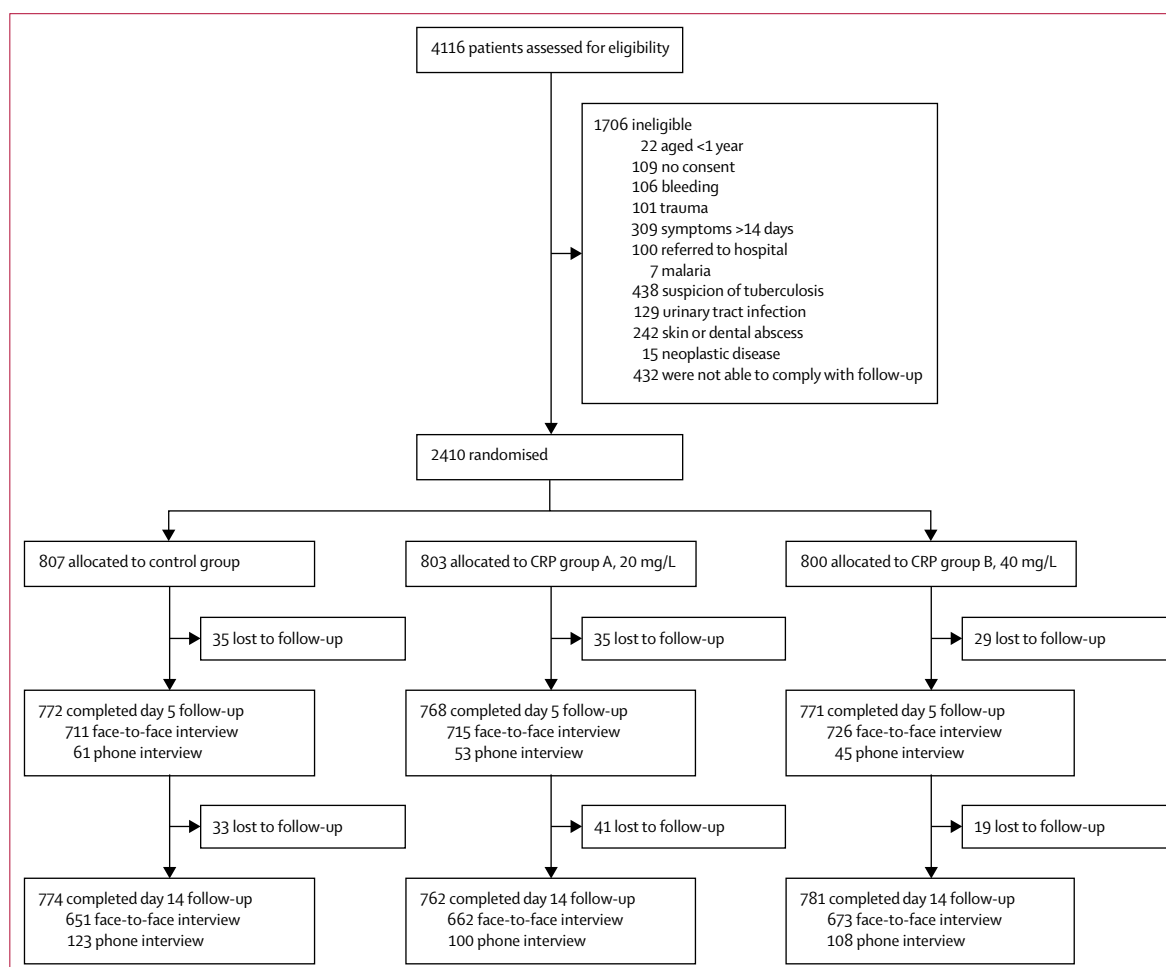 4116 patients assessed for eligibility
1706 ineligible
22 aged <1 year
109 no consent
106 bleeding
101 trauma
309 symptoms >14 days
100 referred to hospital
7 malaria
438 suspicion of tuberculosis
129 urinary tract infection
242 skin or dental abscess
15 neoplastic disease
432 were not able to comply with follow-up
2410 randomised
807 allocated to control group
803 allocated to CRP group A, 20 mg/L
800 allocated to CRP group B, 40 mg/L
35 lost to follow-up
35 lost to follow-up
29 lost to follow-up
772 completed day 5 follow-up
711 face-to-face interview
61 phone interview
768 completed day 5 follow-up
715 face-to-face interview
53 phone interview
771 completed day 5 follow-up
726 face-to-face interview
45 phone interview
33 lost to follow-up
41 lost to follow-up
19 lost to follow-up
774 completed day 14 follow-up
651 face-to-face interview
123 phone interview
762 completed day 14 follow-up
662 face-to-face interview
100 phone interview
781 completed day 14 follow-up
673 face-to-face interview
108 phone interview